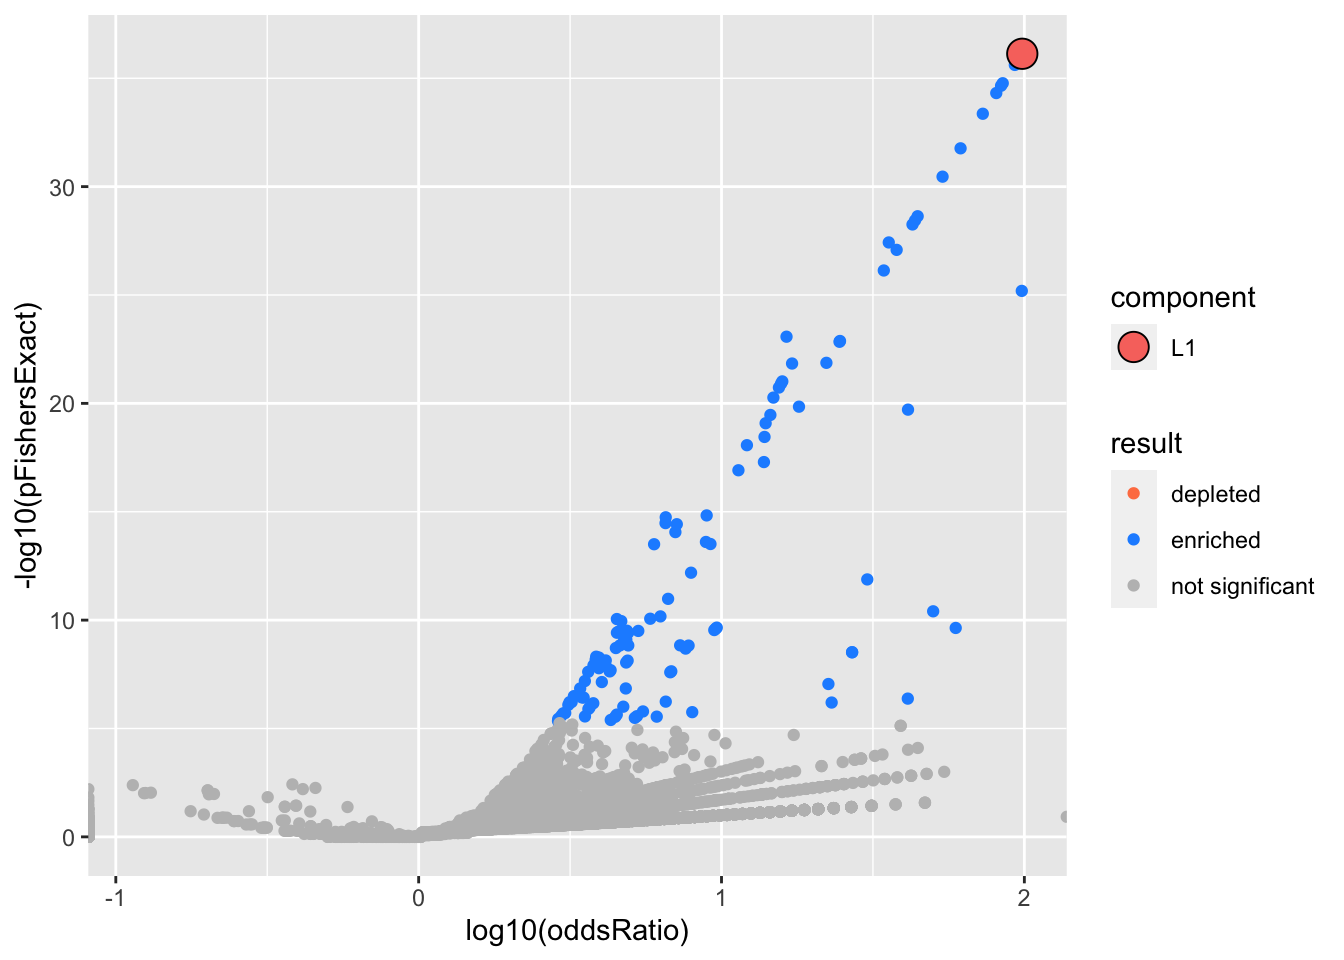 -log10(pFishersExact)
30
20
10
0
-1
0
1
2
log10(oddsRatio)
component
L1
result
depleted
enriched
not significant